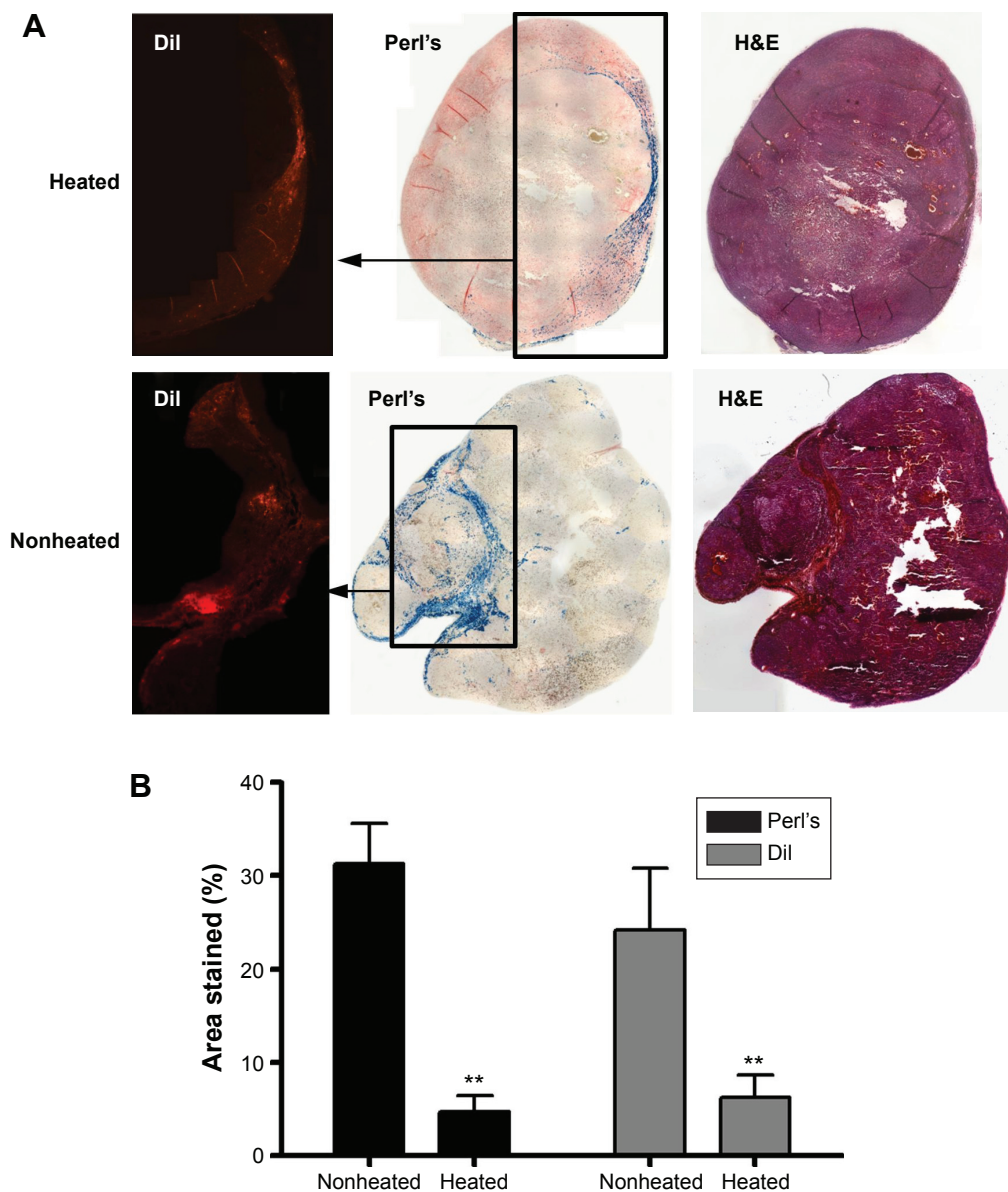 A
DiI
Perl's
H&E
Heated
DiI
Perl's
H&E
Nonheated
B
40
30
20
10
0
Area stained (%)
Perl's
DiI
**
**
Nonheated Heated Nonheated Heated